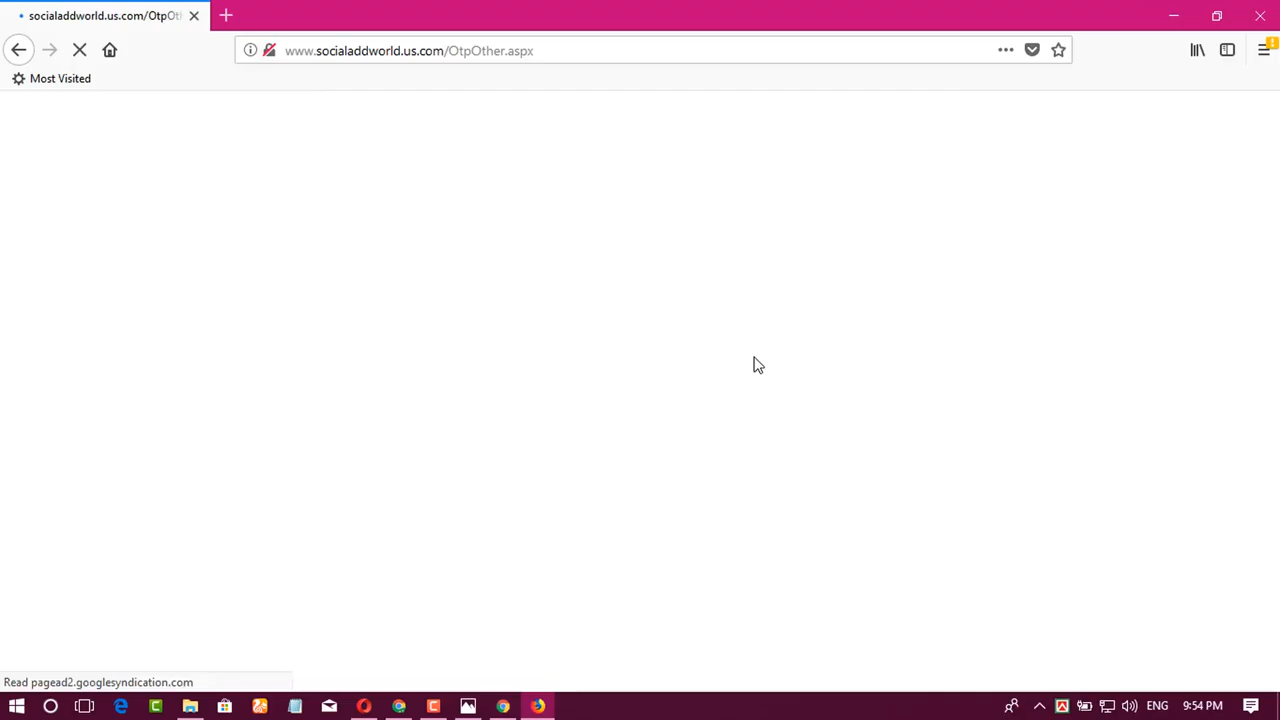 socialaddworld.us.com/OtpOth
www.socialaddworld.us.com/OtpOther.aspx
Most Visited
Read pagead2.googlesyndication.com
ENG
9:54 PM